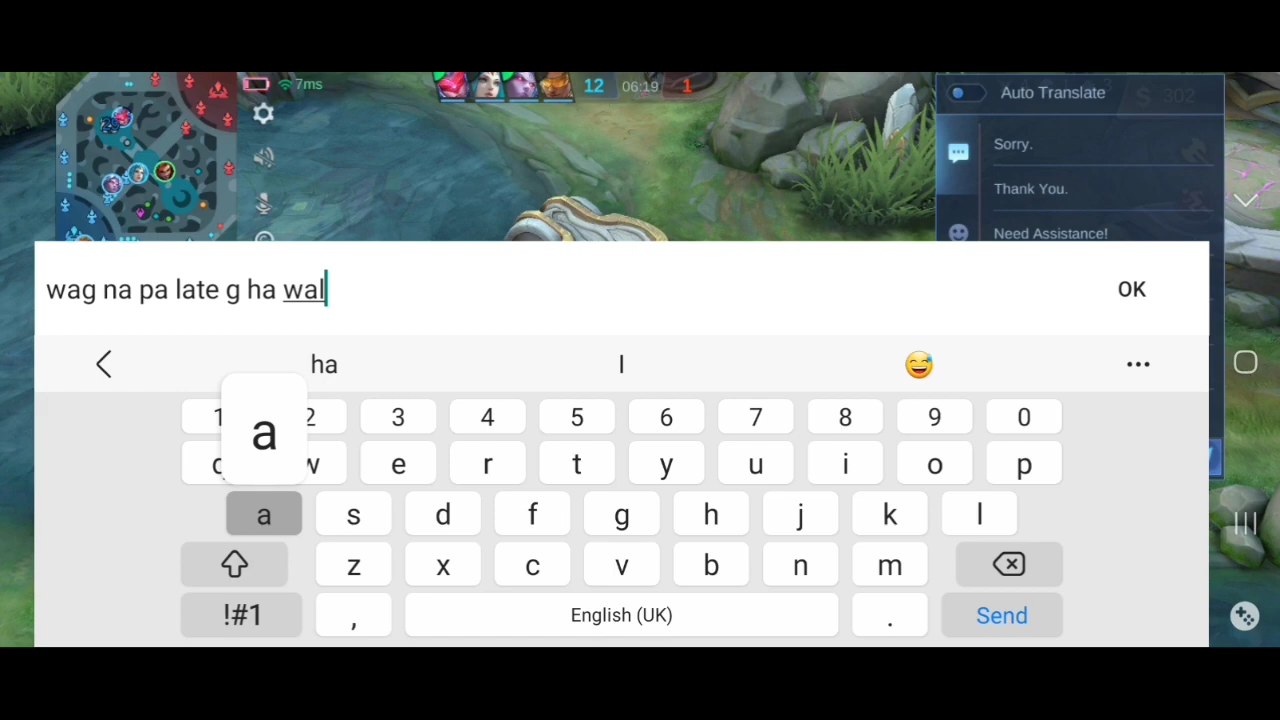 7ms
12 06:19 1
Auto Translate
302
Sorry.
Thank You.
Need Assistance!
wag na pa late g ha wal
OK
ha I 😅 •••
a
1 2 3 4 5 6 7 8 9 0
q w e r t y u i o p
a s d f g h j k l
z x c v b n m
!#1 , English (UK) . Send